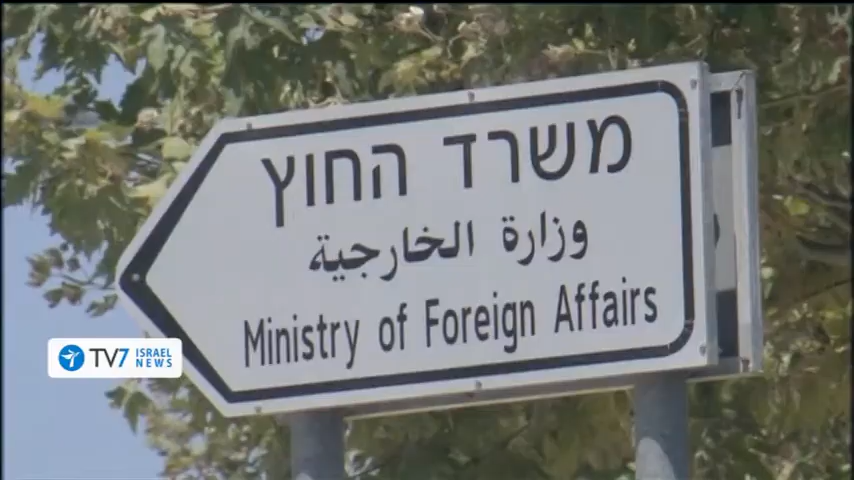 משרד החוץ
وزارة الخارجية
Ministry of Foreign Affairs
TV7 ISRAEL NEWS